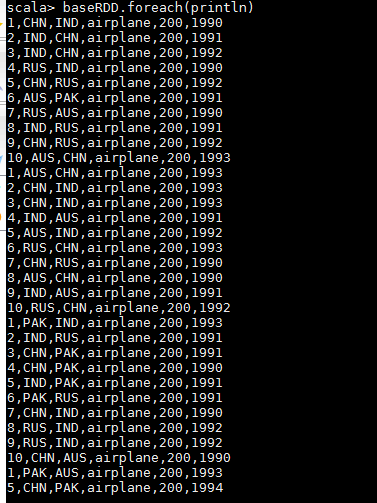 scala> baseRDD.foreach(println)
1,CHN,IND,airplane,200,1990
2,IND,CHN,airplane,200,1991
3,IND,CHN,airplane,200,1992
4,RUS,IND,airplane,200,1990
5,CHN,RUS,airplane,200,1992
6,AUS,PAK,airplane,200,1991
7,RUS,AUS,airplane,200,1990
8,IND,RUS,airplane,200,1991
9,CHN,RUS,airplane,200,1992
10,AUS,CHN,airplane,200,1993
1,AUS,CHN,airplane,200,1993
2,CHN,IND,airplane,200,1993
3,CHN,IND,airplane,200,1993
4,IND,AUS,airplane,200,1991
5,AUS,IND,airplane,200,1992
6,RUS,CHN,airplane,200,1993
7,CHN,RUS,airplane,200,1990
8,AUS,CHN,airplane,200,1990
9,IND,AUS,airplane,200,1991
10,RUS,CHN,airplane,200,1992
1,PAK,IND,airplane,200,1993
2,IND,RUS,airplane,200,1991
3,CHN,PAK,airplane,200,1991
4,CHN,PAK,airplane,200,1990
5,IND,PAK,airplane,200,1991
6,PAK,RUS,airplane,200,1991
7,CHN,IND,airplane,200,1990
8,RUS,IND,airplane,200,1992
9,RUS,IND,airplane,200,1992
10,CHN,AUS,airplane,200,1990
1,PAK,AUS,airplane,200,1993
5,CHN,PAK,airplane,200,1994